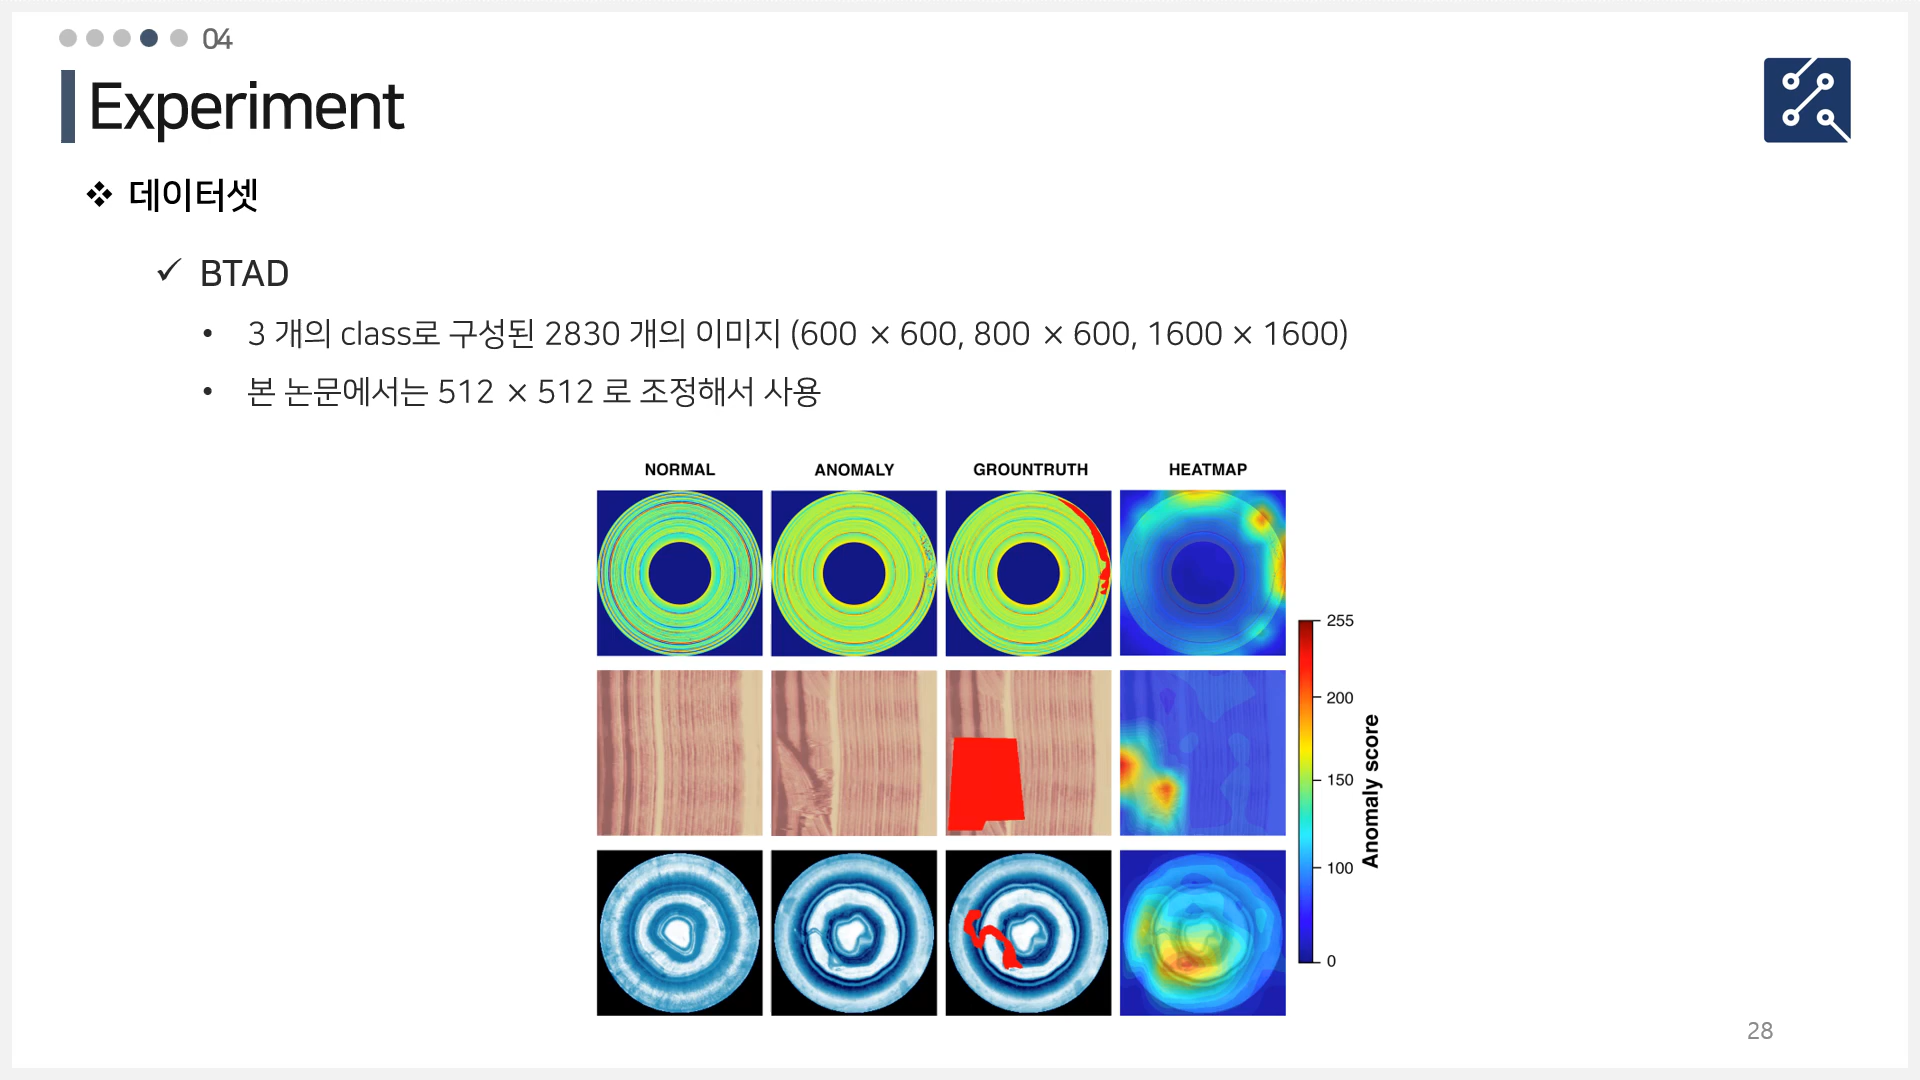 04
Experiment
❖ 데이터셋
✓ BTAD
• 3 개의 class로 구성된 2830 개의 이미지 (600 × 600, 800 × 600, 1600 × 1600)
• 본 논문에서는 512 × 512 로 조정해서 사용
NORMAL ANOMALY GROUNTRUTH HEATMAP
255
200
150
100
0
Anomaly score
28